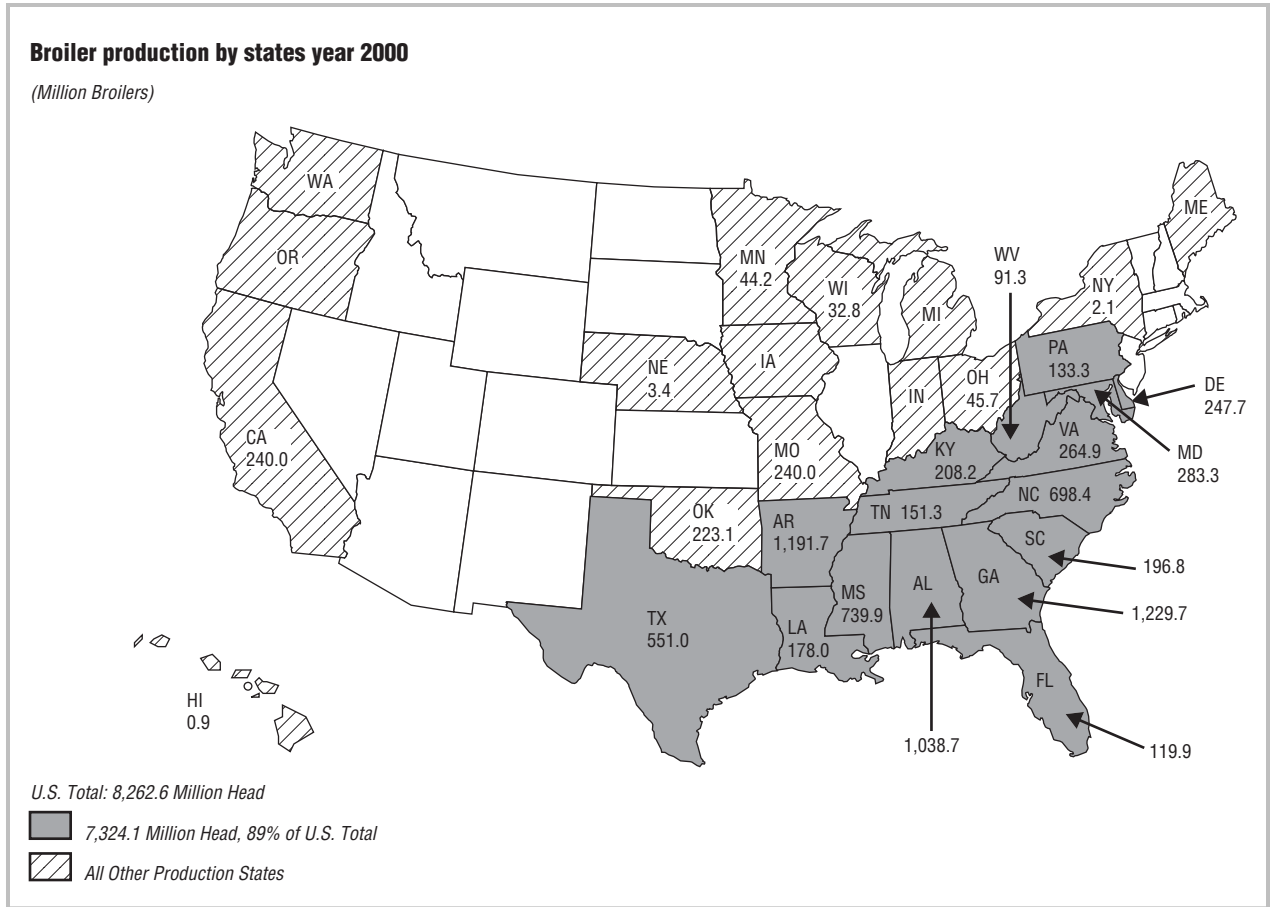 Broiler production by states year 2000
(Million Broilers)
WA
OR
CA
240.0
MN
44.2
WI
32.8
MI
IA
NE
3.4
IN
OH
45.7
MO
240.0
OK
223.1
NY
2.1
ME
WV
91.3
PA
133.3
DE
247.7
MD
283.3
VA
264.9
KY
208.2
NC 698.4
TN 151.3
SC
196.8
AR
1,191.7
GA
1,229.7
AL
1,038.7
MS
739.9
LA
178.0
TX
551.0
FL
119.9
HI
0.9
U.S. Total: 8,262.6 Million Head
7,324.1 Million Head, 89% of U.S. Total
All Other Production States